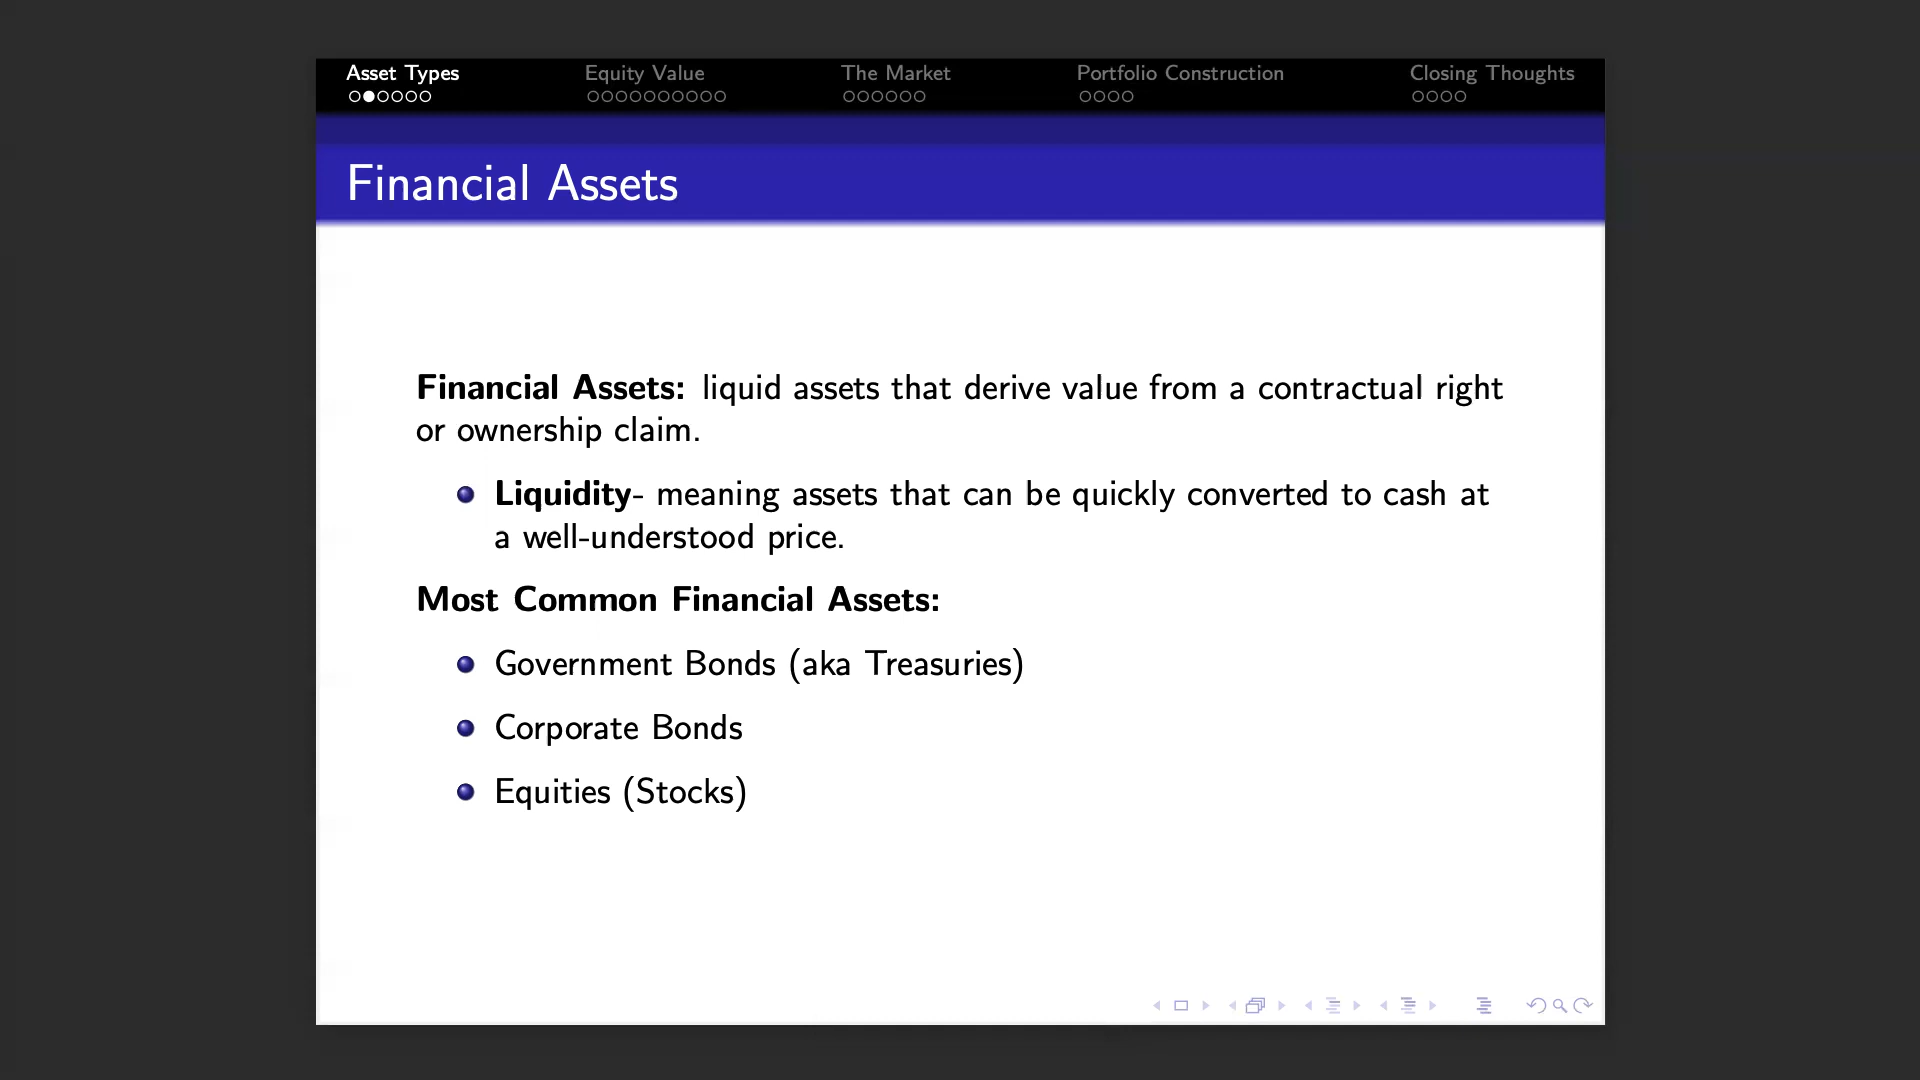 Asset Types
Equity Value
The Market
Portfolio Construction
Closing Thoughts
Financial Assets
Financial Assets: liquid assets that derive value from a contractual right
or ownership claim.
Liquidity- meaning assets that can be quickly converted to cash at
a well-understood price.
Most Common Financial Assets:
Government Bonds (aka Treasuries)
Corporate Bonds
Equities (Stocks)